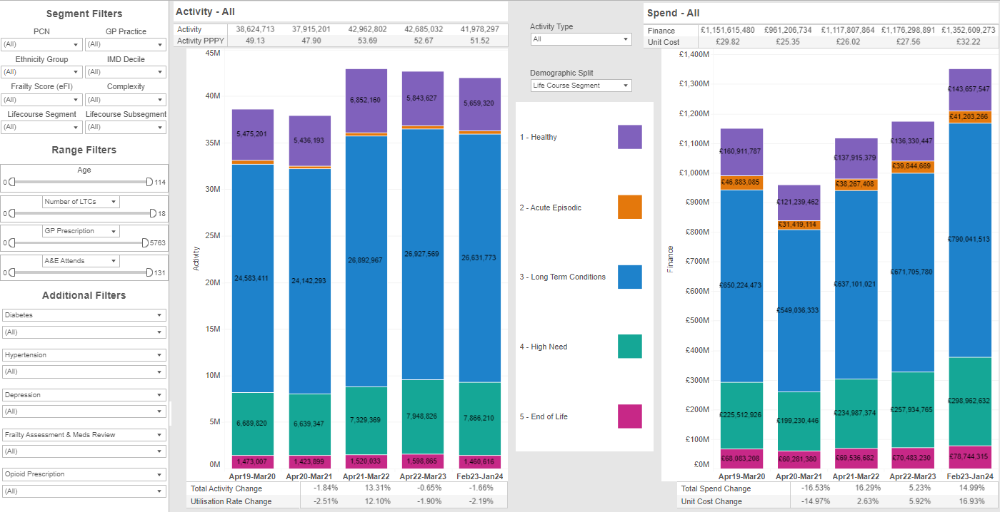 Segment Filters
PCN GP Practice
(All) (All)
Ethnicity Group IMD Decile
(All) (All)
Frailty Score (eFI) Complexity
(All) (All)
Lifecourse Segment Lifecourse Subsegment
(All) (All)
Range Filters
Age
0 114
Number of LTCs
0 18
GP Prescription
0 5763
A&E Attends
0 131
Additional Filters
Diabetes
(All)
Hypertension
(All)
Depression
(All)
Frailty Assessment & Meds Review
(All)
Opioid Prescription
(All)
Activity - All
Activity 38,624,713 37,915,201 42,962,802 42,685,032 41,978,297
Activity PPPY 49.13 47.90 53.69 52.67 51.52
45M
40M
35M
30M
25M
20M
15M
10M
5M
0M
Activity
5,475,201 5,436,193 6,852,160 5,843,627 5,659,320
24,583,411 24,142,293 26,892,967 26,927,569 26,631,773
6,689,820 6,639,347 7,329,369 7,948,826 7,866,210
1,473,007 1,423,899 1,520,033 1,598,865 1,460,616
Apr19-Mar20 Apr20-Mar21 Apr21-Mar22 Apr22-Mar23 Feb23-Jan24
Total Activity Change -1.84% 13.31% -0.65% -1.66%
Utilisation Rate Change -2.51% 12.10% -1.90% -2.19%
Activity Type
All
Demographic Split
Life Course Segment
1 - Healthy
2 - Acute Episodic
3 - Long Term Conditions
4 - High Need
5 - End of Life
Spend - All
Finance £1,151,615,480 £961,206,734 £1,117,807,864 £1,176,298,891 £1,352,609,273
Unit Cost £29.82 £25.35 £26.02 £27.56 £32.22
£1,400M
£1,300M
£1,200M
£1,100M
£1,000M
£900M
£800M
£700M
£600M
£500M
£400M
£300M
£200M
£100M
£0M
Finance
£160,911,787 £121,239,462 £137,915,379 £136,330,447 £143,657,547
£46,883,085 £31,419,114 £38,267,408 £39,844,669 £41,203,266
£650,224,473 £549,036,333 £637,101,021 £671,705,780 £790,041,513
£225,512,926 £199,230,446 £234,987,374 £257,934,765 £298,962,632
£68,083,208 £60,281,380 £69,536,682 £70,483,230 £78,744,315
Apr19-Mar20 Apr20-Mar21 Apr21-Mar22 Apr22-Mar23 Feb23-Jan24
Total Spend Change -16.53% 16.29% 5.23% 14.99%
Unit Cost Change -14.97% 2.63% 5.92% 16.93%